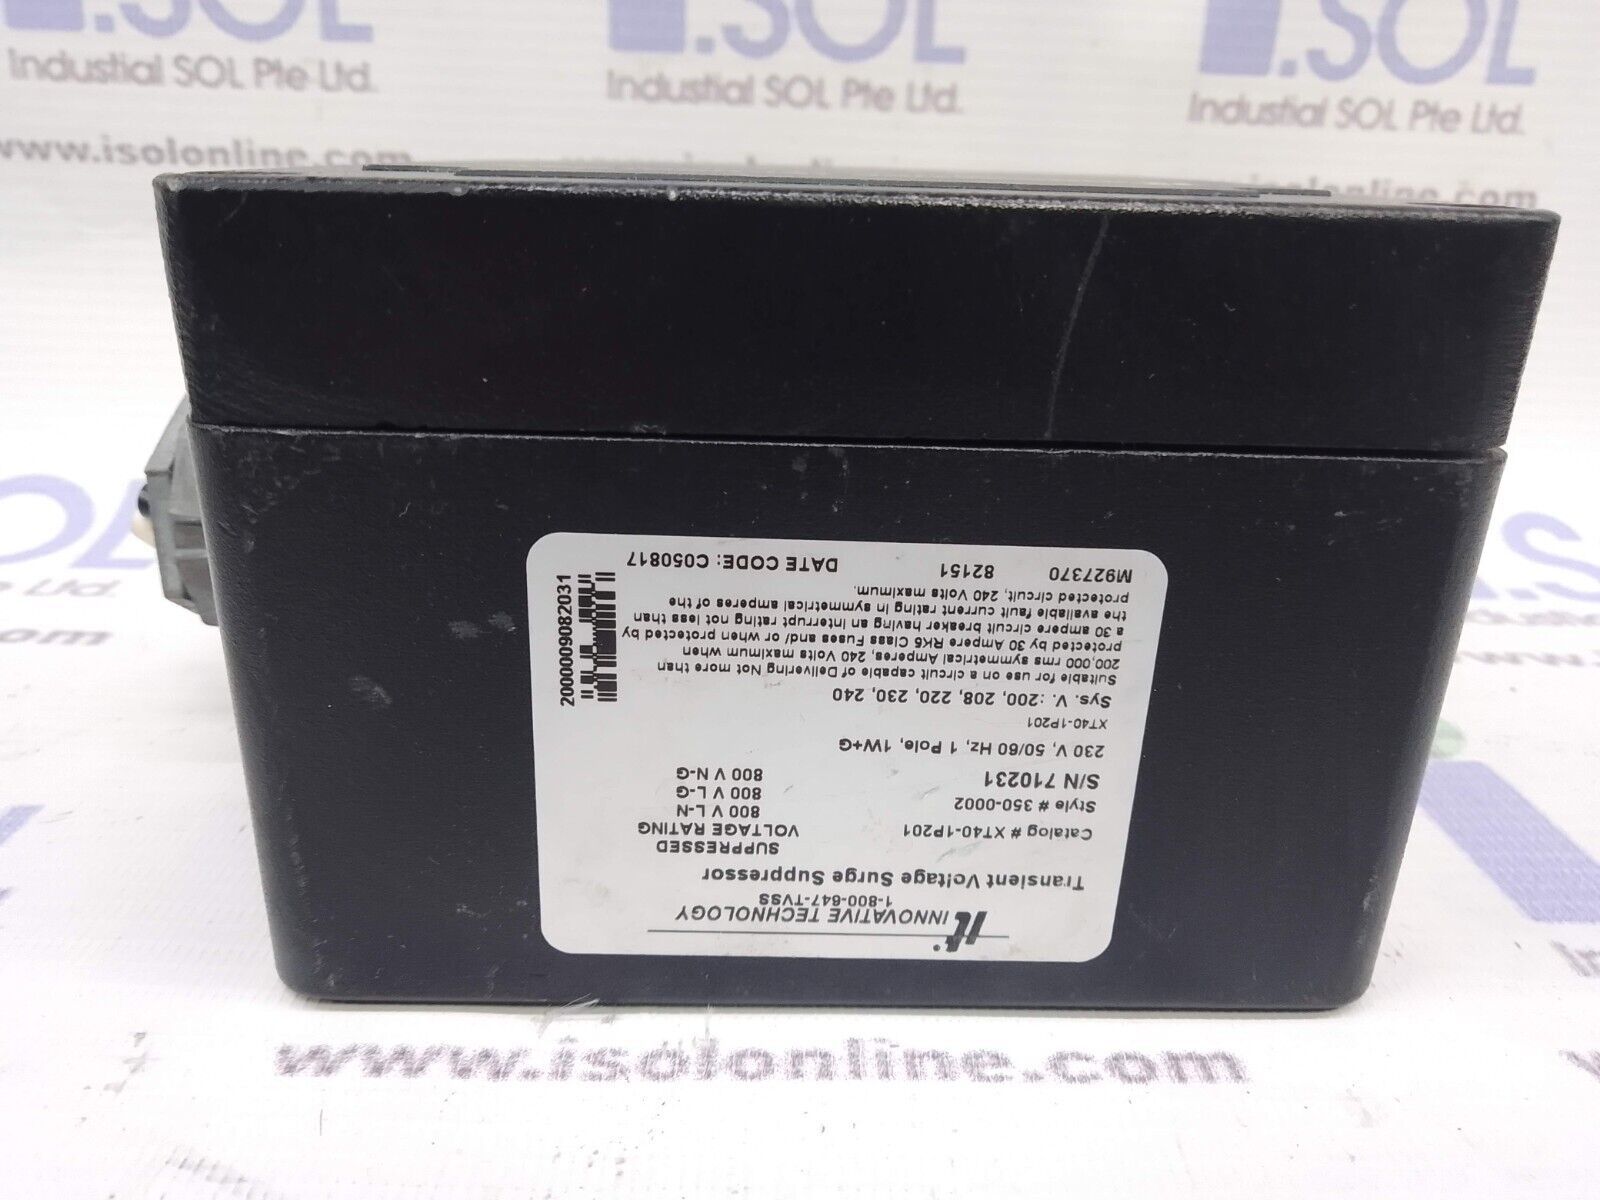 I.SOL
I.SOL
I.SOL
Industial SOL Pte Ltd.
Industial SOL Pte Ltd.
Industial SOL Pte Ltd.
www.isolonline.com
it
INNOVATIVE TECHNOLOGY
1-800-647-TVSS
Transient Voltage Surge Suppressor
Catalog # XT40-1P201
Style # 350-0002
S/N 710231
SUPPRESSED
VOLTAGE RATING
800 V L-N
800 V L-G
800 V N-G
230 V, 50/60 Hz, 1 Pole, 1W+G
XT40-1P201
Sys. V. :200, 208, 220, 230, 240
Suitable for use on a circuit capable of Delivering Not more than
200,000 rms symmetrical Amperes, 240 Volts maximum when
protected by 30 Ampere RK5 Class Fuses and/ or when protected by
a 30 ampere circuit breaker having an interrupt rating not less than
the available fault current rating in symmetrical amperes of the
protected circuit, 240 Volts maximum.
M927370 82151 DATE CODE: C050817
2000009082031
www.isolonline.com